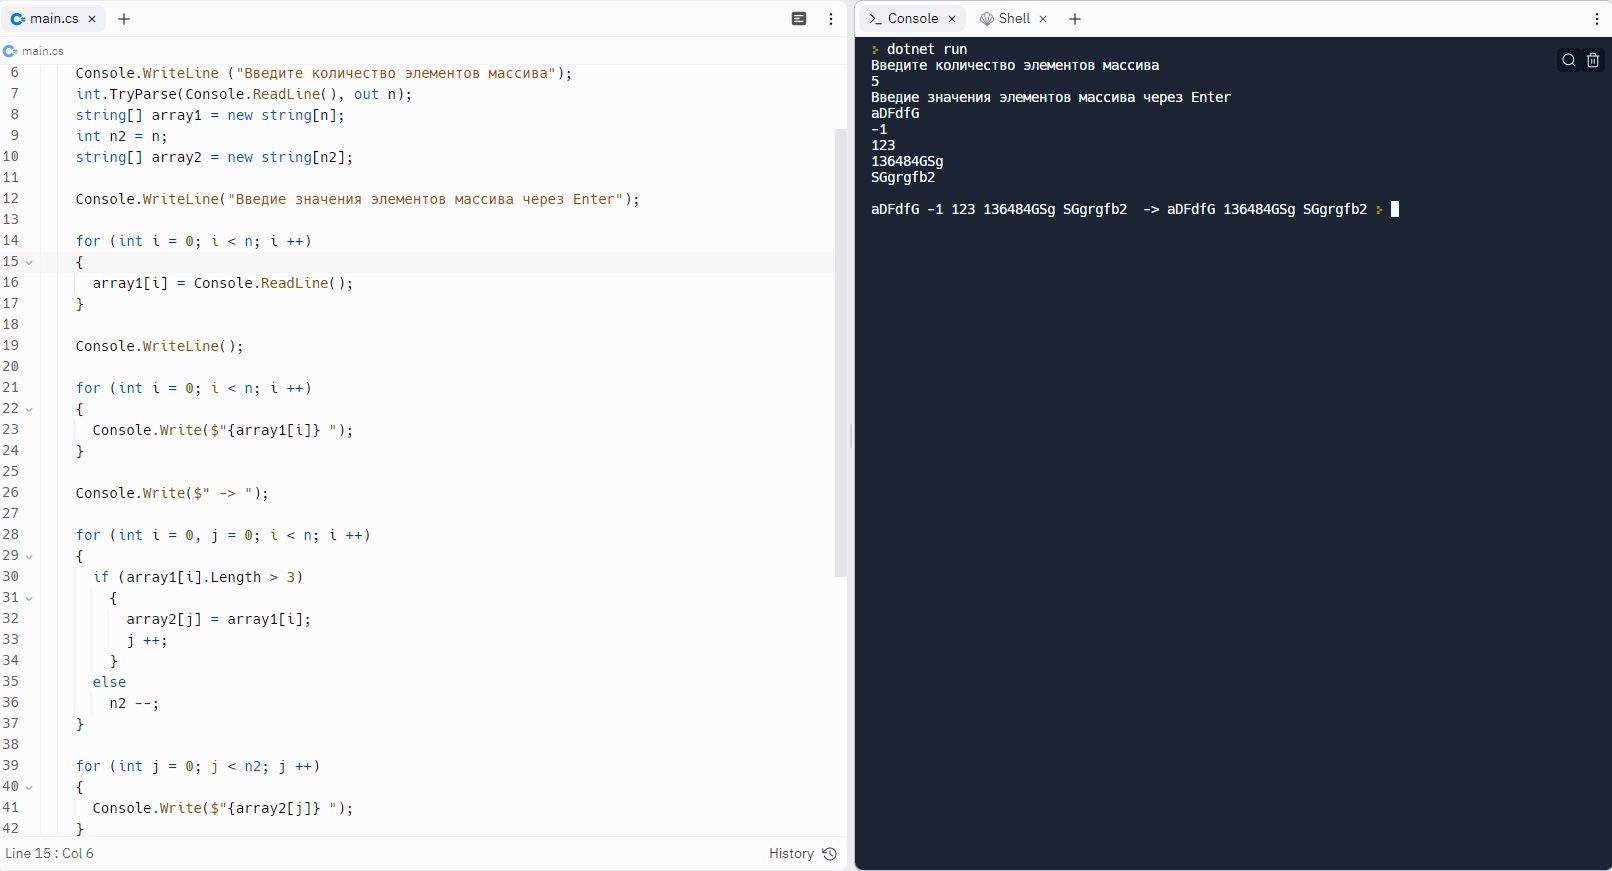 main.cs
main.cs
6 Console.WriteLine ("Введите количество элементов массива");
7 int.TryParse(Console.ReadLine(), out n);
8 string[] array1 = new string[n];
9 int n2 = n;
10 string[] array2 = new string[n2];
11
12 Console.WriteLine("Введие значения элементов массива через Enter");
13
14 for (int i = 0; i < n; i ++)
15 {
16 array1[i] = Console.ReadLine();
17 }
18
19 Console.WriteLine();
20
21 for (int i = 0; i < n; i ++)
22 {
23 Console.Write($"{array1[i]} ");
24 }
25
26 Console.Write($" -> ");
27
28 for (int i = 0, j = 0; i < n; i ++)
29 {
30 if (array1[i].Length > 3)
31 {
32 array2[j] = array1[i];
33 j ++;
34 }
35 else
36 n2 --;
37 }
38
39 for (int j = 0; j < n2; j ++)
40 {
41 Console.Write($"{array2[j]} ");
42 }
Line 15 : Col 6
History
Console
Shell
dotnet run
Введите количество элементов массива
5
Введие значения элементов массива через Enter
aDFdfG
-1
123
136484GSg
SGgrgfb2
aDFdfG -1 123 136484GSg SGgrgfb2  -> aDFdfG 136484GSg SGgrgfb2